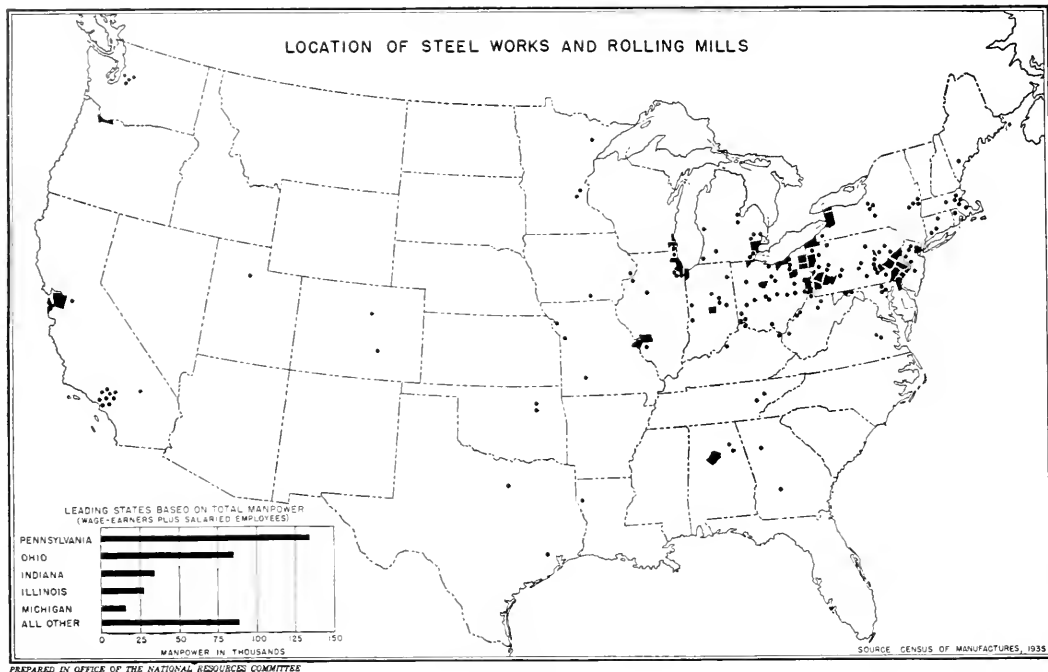 LOCATION OF STEEL WORKS AND ROLLING MILLS
LEADING STATES BASED ON TOTAL MANPOWER
(WAGE-EARNERS PLUS SALARIED EMPLOYEES)
PENNSYLVANIA
OHIO
INDIANA
ILLINOIS
MICHIGAN
ALL OTHER
0 25 50 75 100 125 150
MANPOWER IN THOUSANDS
SOURCE CENSUS OF MANUFACTURES, 1935
PREPARED IN OFFICE OF THE NATIONAL RESOURCES COMMITTEE